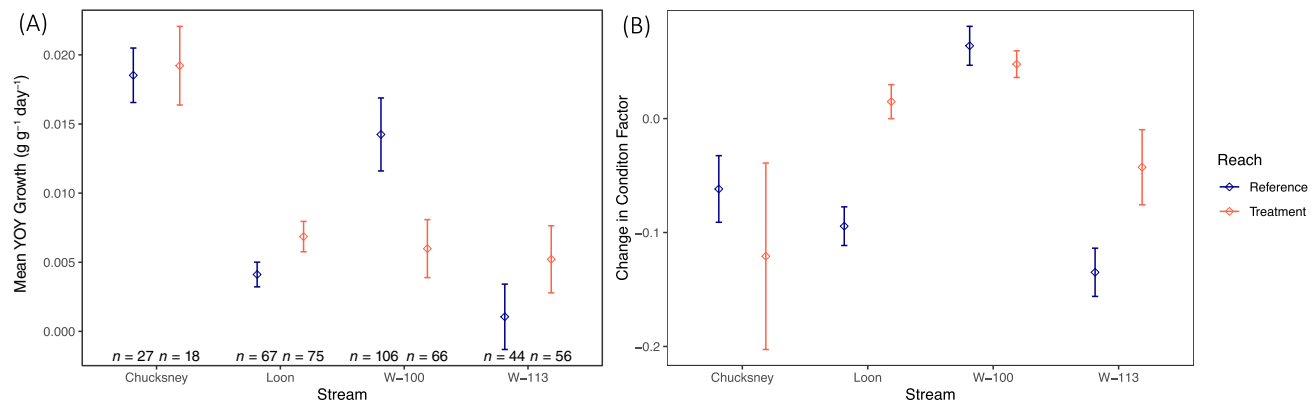 (A)
Mean YOY Growth (g g⁻¹ day⁻¹)
0.020
0.015
0.010
0.005
0.000
n = 27 n = 18 n = 67 n = 75 n = 106 n = 66 n = 44 n = 56
Chucksney Loon W−100 W−113
Stream
(B)
Change in Conditon Factor
0.0
−0.1
−0.2
Chucksney Loon W−100 W−113
Stream
Reach
Reference
Treatment